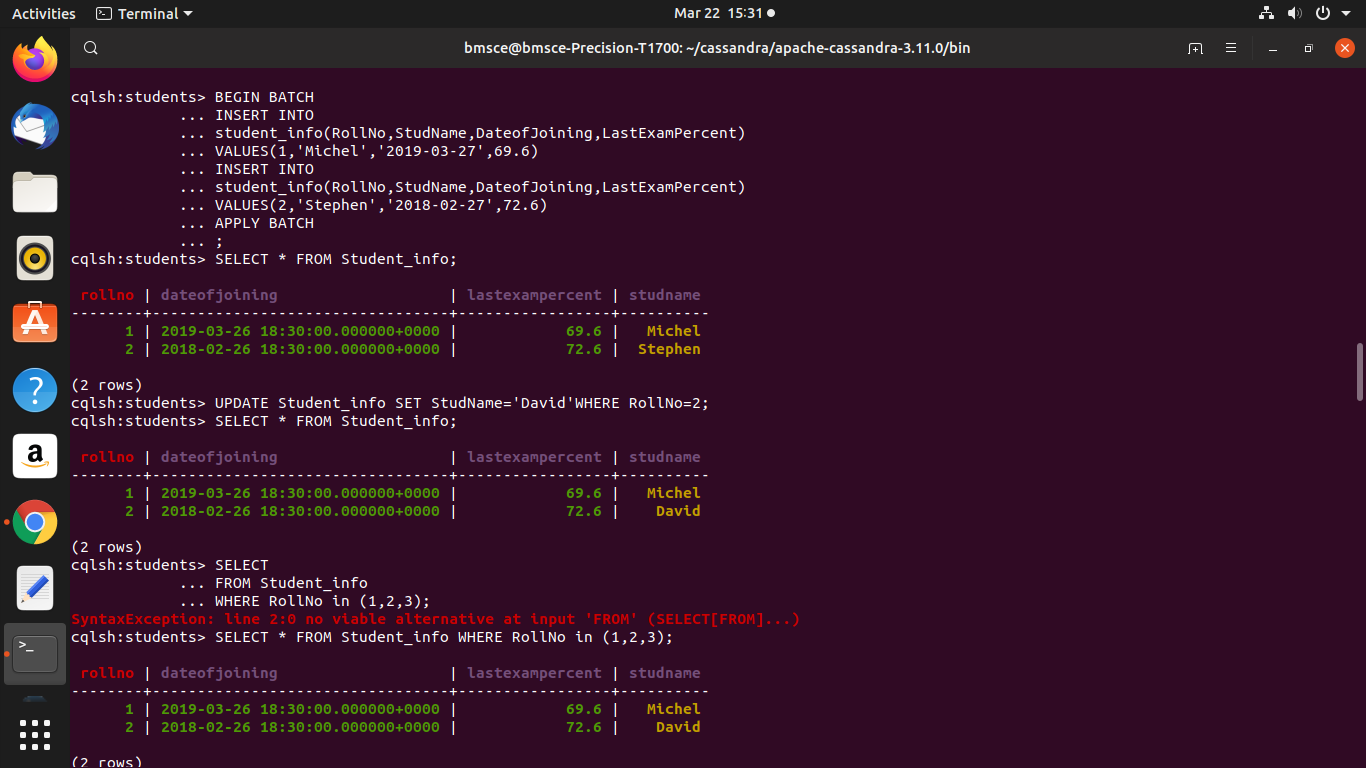 Activities Terminal Mar 22 15:31
bmsce@bmsce-Precision-T1700: ~/cassandra/apache-cassandra-3.11.0/bin
cqlsh:students> BEGIN BATCH
... INSERT INTO
... student_info(RollNo,StudName,DateofJoining,LastExamPercent)
... VALUES(1,'Michel','2019-03-27',69.6)
... INSERT INTO
... student_info(RollNo,StudName,DateofJoining,LastExamPercent)
... VALUES(2,'Stephen','2018-02-27',72.6)
... APPLY BATCH
... ;
cqlsh:students> SELECT * FROM Student_info;
rollno | dateofjoining | lastexampercent | studname
--------+---------------------------------+-----------------+----------
1 | 2019-03-26 18:30:00.000000+0000 | 69.6 | Michel
2 | 2018-02-26 18:30:00.000000+0000 | 72.6 | Stephen
(2 rows)
cqlsh:students> UPDATE Student_info SET StudName='David'WHERE RollNo=2;
cqlsh:students> SELECT * FROM Student_info;
rollno | dateofjoining | lastexampercent | studname
--------+---------------------------------+-----------------+----------
1 | 2019-03-26 18:30:00.000000+0000 | 69.6 | Michel
2 | 2018-02-26 18:30:00.000000+0000 | 72.6 | David
(2 rows)
cqlsh:students> SELECT
... FROM Student_info
... WHERE RollNo in (1,2,3);
SyntaxException: line 2:0 no viable alternative at input 'FROM' (SELECT[FROM]...)
cqlsh:students> SELECT * FROM Student_info WHERE RollNo in (1,2,3);
rollno | dateofjoining | lastexampercent | studname
--------+---------------------------------+-----------------+----------
1 | 2019-03-26 18:30:00.000000+0000 | 69.6 | Michel
2 | 2018-02-26 18:30:00.000000+0000 | 72.6 | David
(2 rows)